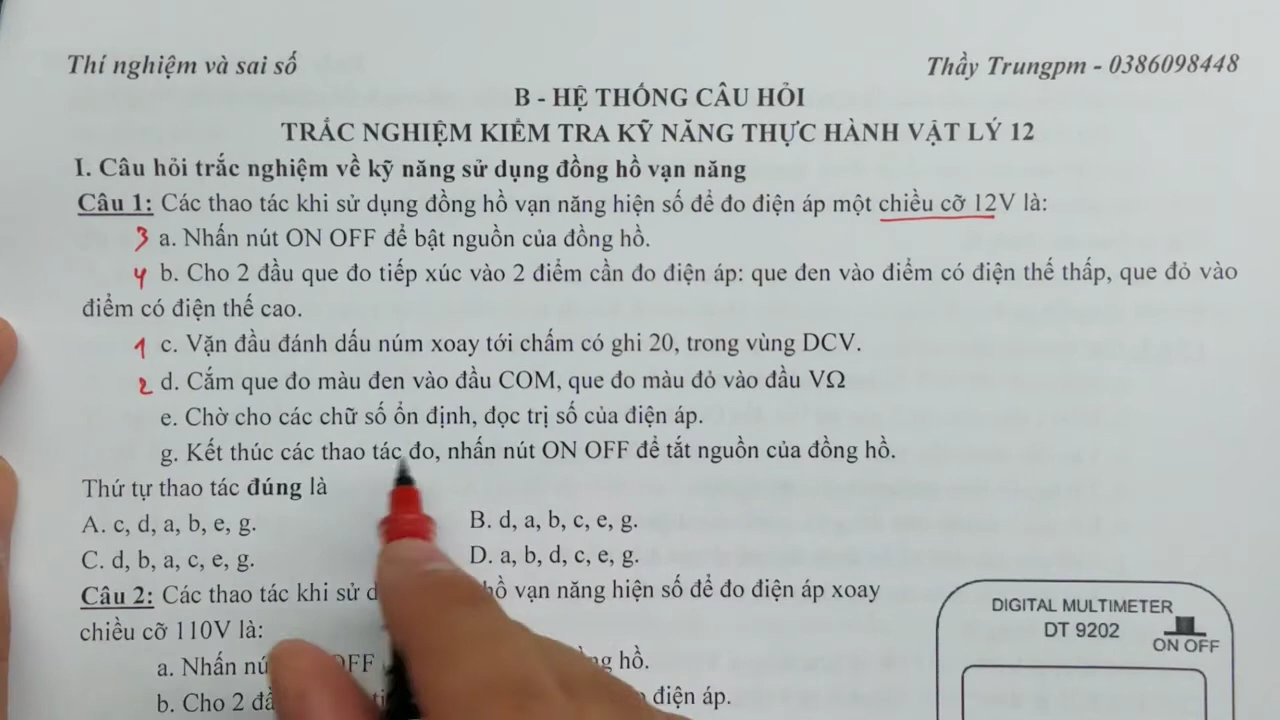 Thí nghiệm và sai số
Thầy Trungpm - 0386098448
B - HỆ THỐNG CÂU HỎI
TRẮC NGHIỆM KIỂM TRA KỸ NĂNG THỰC HÀNH VẬT LÝ 12
I. Câu hỏi trắc nghiệm về kỹ năng sử dụng đồng hồ vạn năng
Câu 1: Các thao tác khi sử dụng đồng hồ vạn năng hiện số để đo điện áp một chiều cỡ 12V là:
3 a. Nhấn nút ON OFF để bật nguồn của đồng hồ.
4 b. Cho 2 đầu que đo tiếp xúc vào 2 điểm cần đo điện áp: que đen vào điểm có điện thế thấp, que đỏ vào
điểm có điện thế cao.
1 c. Vặn đầu đánh dấu núm xoay tới chấm có ghi 20, trong vùng DCV.
2 d. Cắm que đo màu đen vào đầu COM, que đo màu đỏ vào đầu VΩ
e. Chờ cho các chữ số ổn định, đọc trị số của điện áp.
g. Kết thúc các thao tác đo, nhấn nút ON OFF để tắt nguồn của đồng hồ.
Thứ tự thao tác đúng là
A. c, d, a, b, e, g. B. d, a, b, c, e, g.
C. d, b, a, c, e, g. D. a, b, d, c, e, g.
Câu 2: Các thao tác khi sử hồ vạn năng hiện số để đo điện áp xoay
chiều cỡ 110V là:
a. Nhấn OFF hồ.
b. Cho 2 điện áp.
DIGITAL MULTIMETER
DT 9202
ON OFF